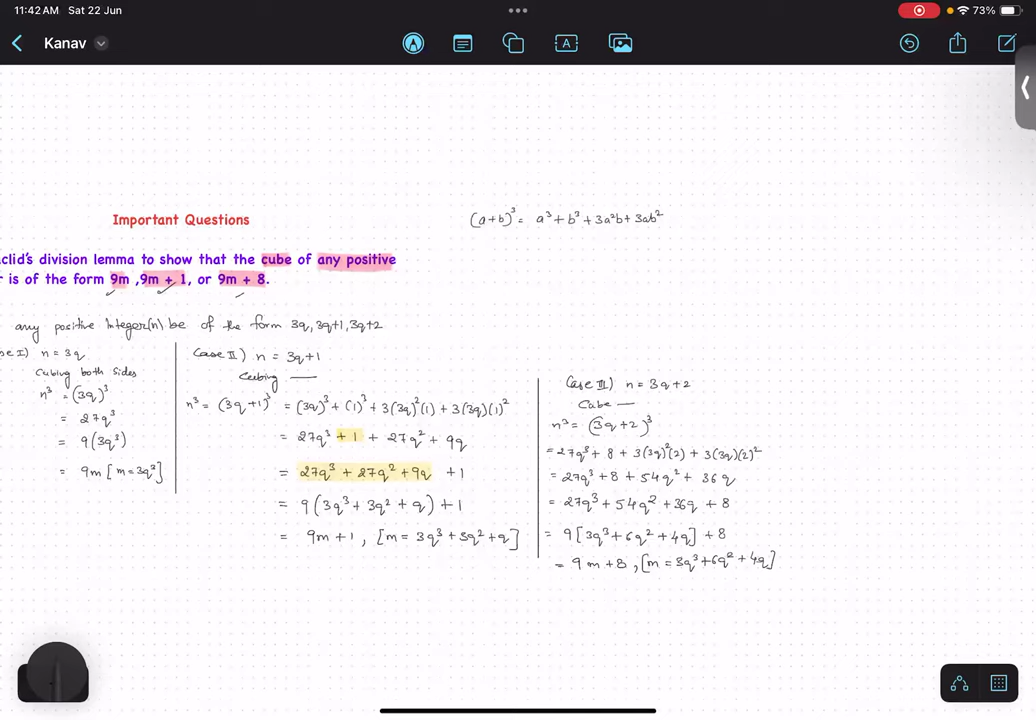 11:42 AM Sat 22 Jun
73%
Kanav
A
Important Questions
(a+b)³ = a³ + b³ + 3a²b + 3ab²
division lemma to show that the cube of any positive
is of the form 9m ,9m + 1, or 9m + 8.
any positive Integer(n) be of the form 3q, 3q+1, 3q+2
I) n = 3q
Cubing both sides
n³ = (3q)³
= 27q³
= 9(3q³)
= 9m [m=3q³]
Case II) n = 3q+1
Cubing
n³ = (3q+1)³ = (3q)³ + (1)³ + 3(3q)²(1) + 3(3q)(1)²
= 27q³ + 1 + 27q² + 9q
= 27q³ + 27q² + 9q + 1
= 9(3q³ + 3q² + q) + 1
= 9m + 1, [m = 3q³ + 3q² + q]
Case III) n = 3q+2
Cube
n³ = (3q+2)³
= 27q³ + 8 + 3(3q)²(2) + 3(3q)(2)²
= 27q³ + 8 + 54q² + 36q
= 27q³ + 54q² + 36q + 8
= 9[3q³ + 6q² + 4q] + 8
= 9m + 8, [m = 3q³ + 6q² + 4q]